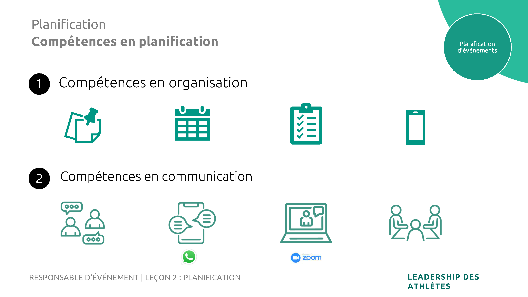 Planification
Compétences en planification
Planification
d'événements
1 Compétences en organisation
2 Compétences en communication
zoom
RESPONSABLE D'ÉVÉNEMENT | LEÇON 2 : PLANIFICATION
LEADERSHIP DES
ATHLÈTES